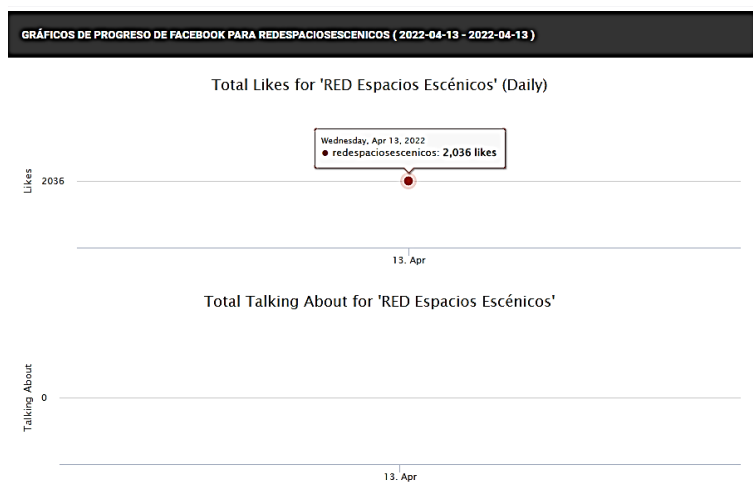 GRÁFICOS DE PROGRESO DE FACEBOOK PARA REDESPACIOSESCENICOS ( 2022-04-13 - 2022-04-13 )
Total Likes for 'RED Espacios Escénicos' (Daily)
Wednesday, Apr 13, 2022
● redespaciosescenicos: 2,036 likes
Likes
2036
13. Apr
Total Talking About for 'RED Espacios Escénicos'
Talking About
0
13. Apr